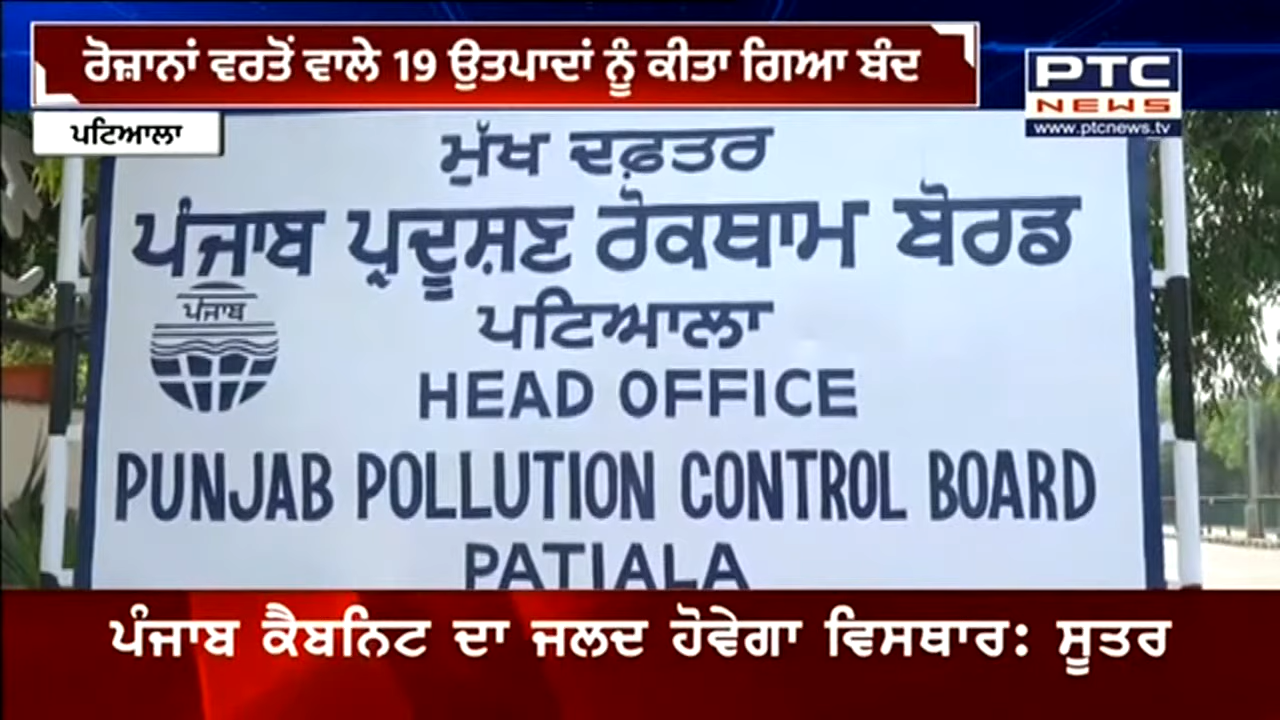 ਰੋਜ਼ਾਨਾਂ ਵਰਤੋਂ ਵਾਲੇ 19 ਉਤਪਾਦਾਂ ਨੂੰ ਕੀਤਾ ਗਿਆ ਬੰਦ
PTC
NEWS
www.ptcnews.tv
ਪਟਿਆਲਾ
ਮੁੱਖ ਦਫ਼ਤਰ
ਪੰਜਾਬ ਪ੍ਰਦੂਸ਼ਣ ਰੋਕਥਾਮ ਬੋਰਡ
ਪੰਜਾਬ
ਪਟਿਆਲਾ
HEAD OFFICE
PUNJAB POLLUTION CONTROL BOARD
PATIALA
ਪੰਜਾਬ ਕੈਬਨਿਟ ਦਾ ਜਲਦ ਹੋਵੇਗਾ ਵਿਸਥਾਰ: ਸੂਤਰ